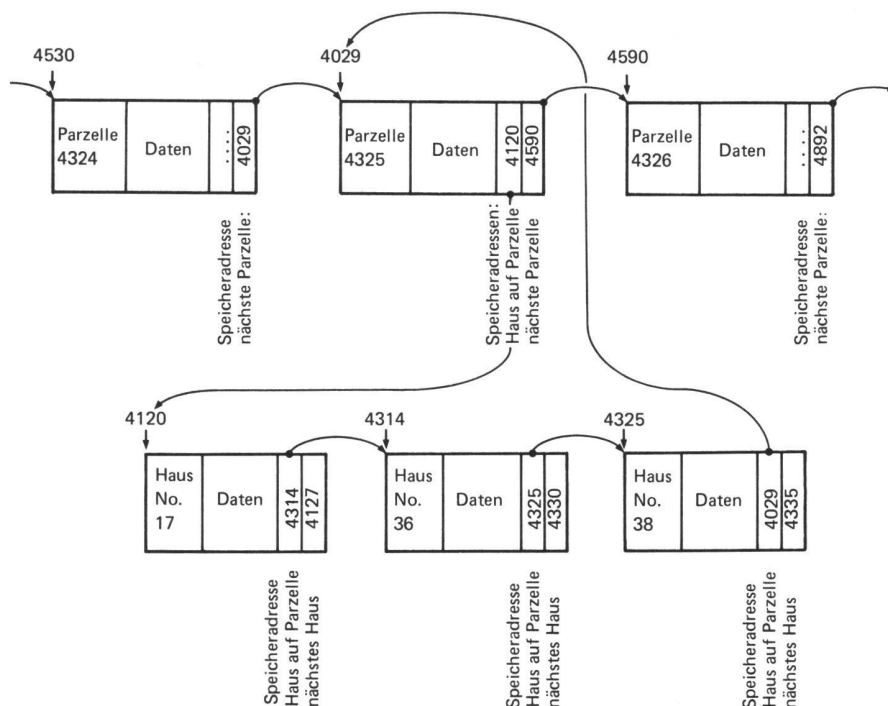 4530
4029
4590
Parzelle
4324
Daten
....
4029
Parzelle
4325
Daten
4120
4590
Parzelle
4326
Daten
....
4892
Speicheradresse
nächste Parzelle:
Speicheradressen:
Haus auf Parzelle
nächste Parzelle
Speicheradresse
nächste Parzelle:
4120
4314
4325
Haus
No.
17
Daten
4314
4127
Haus
No.
36
Daten
4325
4330
Haus
No.
38
Daten
4029
4335
Speicheradresse
Haus auf Parzelle
nächstes Haus
Speicheradresse
Haus auf Parzelle
nächstes Haus
Speicheradresse
Haus auf Parzelle
nächstes Haus